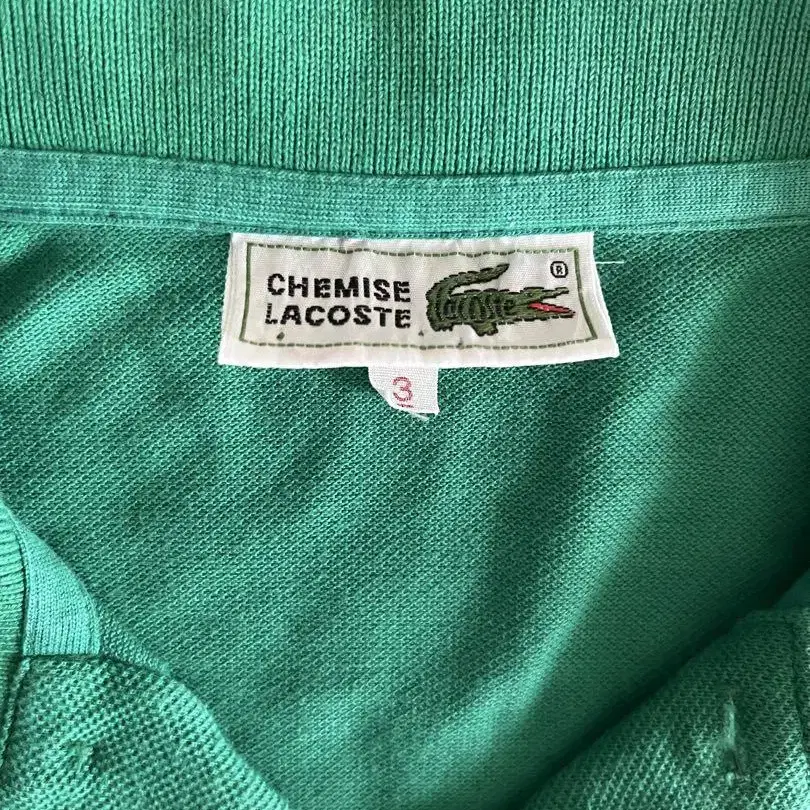 CHEMISE
LACOSTE
Lacoste
®
3